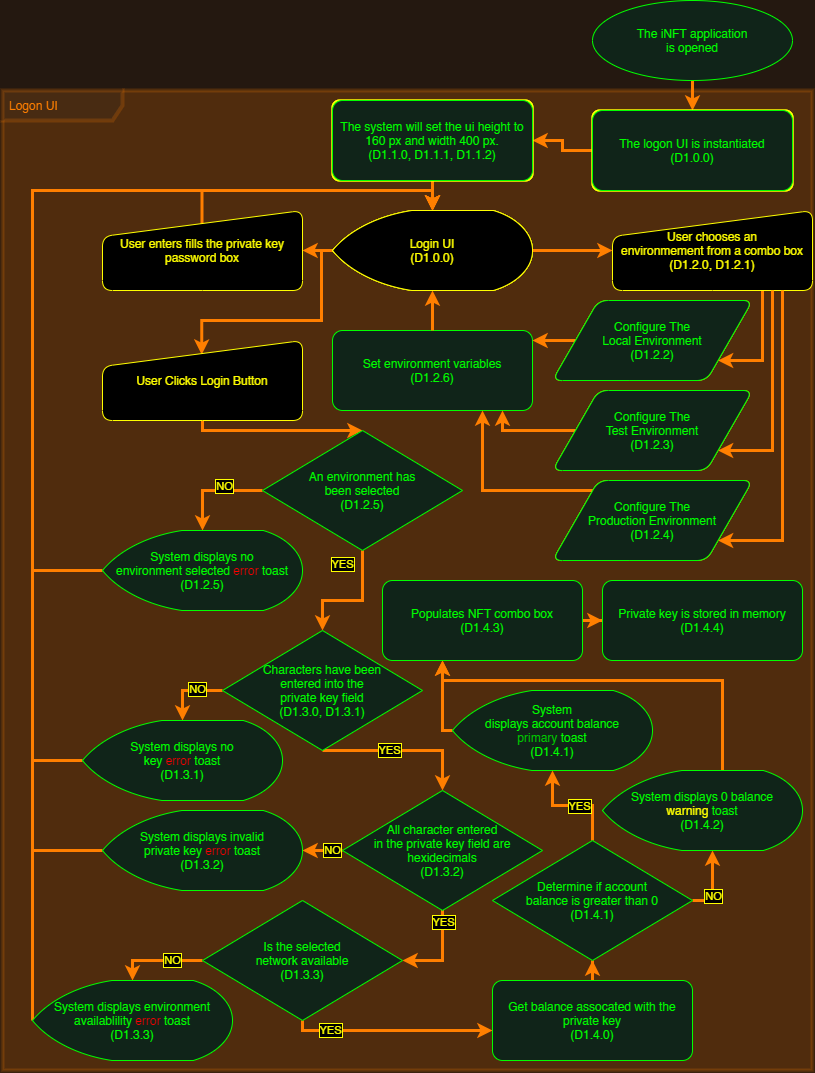 The iNFT application
is opened
Logon UI
The system will set the ui height to
160 px and width 400 px.
(D1.1.0, D1.1.1, D1.1.2)
The logon UI is instantiated
(D1.0.0)
User enters fills the private key
password box
Login UI
(D1.0.0)
User chooses an
environmement from a combo box
(D1.2.0, D1.2.1)
Configure The
Local Environment
(D1.2.2)
Set environment variables
(D1.2.6)
User Clicks Login Button
Configure The
Test Environment
(D1.2.3)
An environment has
been selected
(D1.2.5)
NO
Configure The
Production Environment
(D1.2.4)
System displays no
environment selected error toast
(D1.2.5)
YES
Populates NFT combo box
(D1.4.3)
Private key is stored in memory
(D1.4.4)
Characters have been
entered into the
private key field
(D1.3.0, D1.3.1)
NO
System displays no
key error toast
(D1.3.1)
YES
System
displays account balance
primary toast
(D1.4.1)
System displays 0 balance
warning toast
(D1.4.2)
YES
System displays invalid
private key error toast
(D1.3.2)
NO
All character entered
in the private key field are
hexidecimals
(D1.3.2)
Determine if account
balance is greater than 0
(D1.4.1)
NO
YES
Is the selected
network available
(D1.3.3)
NO
System displays environment
availablility error toast
(D1.3.3)
YES
Get balance assocated with the
private key
(D1.4.0)